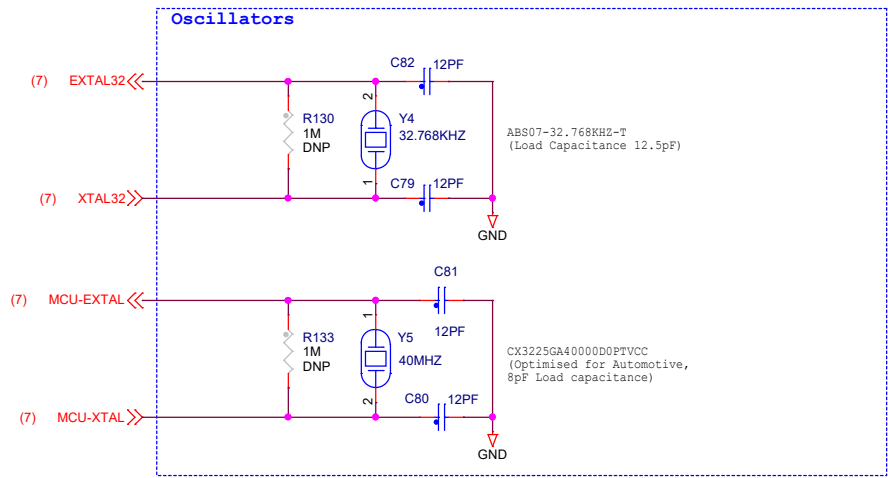 Oscillators
C82
12PF
(7) EXTAL32
2
R130
1M
DNP
Y4
32.768KHZ
ABS07-32.768KHZ-T
(Load Capacitance 12.5pF)
1
C79
12PF
(7) XTAL32
GND
C81
(7) MCU-EXTAL
1
12PF
R133
1M
DNP
Y5
40MHZ
CX3225GA40000D0PTVCC
(Optimised for Automotive,
8pF Load capacitance)
2
C80
12PF
(7) MCU-XTAL
GND